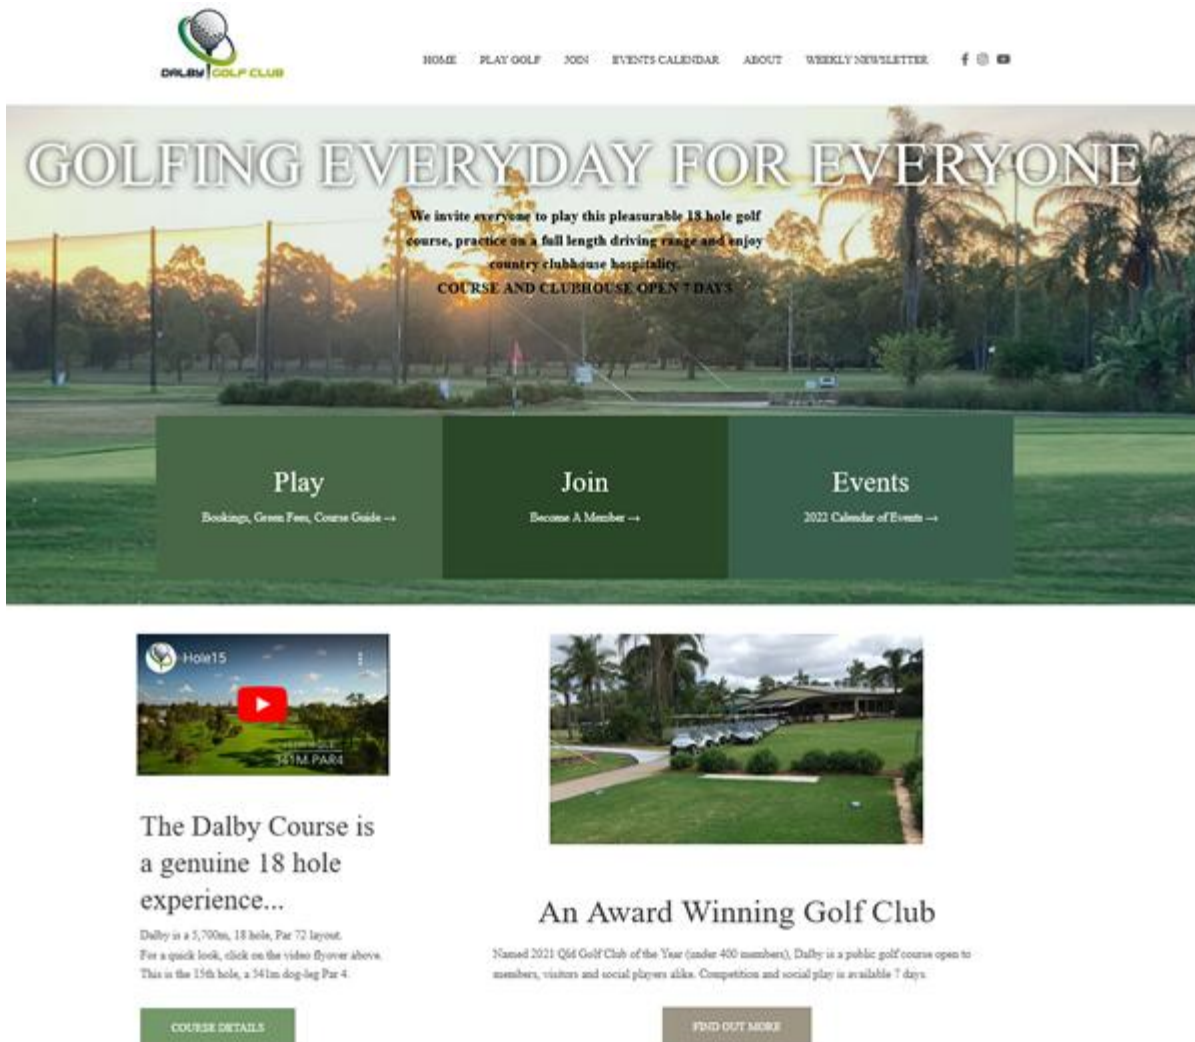 DALBY GOLF CLUB
HOME PLAY GOLF JOIN EVENTS CALENDAR ABOUT WEEKLY NEWSLETTER
GOLFING EVERYDAY FOR EVERYONE
We invite everyone to play this pleasurable 18 hole golf
course, practice on a full length driving range and enjoy
country clubhouse hospitality.
COURSE AND CLUBHOUSE OPEN 7 DAYS
Play
Bookings, Green Fees, Course Guide →
Join
Become A Member →
Events
2022 Calendar of Events →
Hole15
341M PAR4
The Dalby Course is
a genuine 18 hole
experience...
Dalby is a 5,700m, 18 hole, Par 72 layout.
For a quick look, click on the video flyover above.
This is the 15th hole, a 341m dog-leg Par 4.
COURSE DETAILS
An Award Winning Golf Club
Named 2021 Qld Golf Club of the Year (under 400 members), Dalby is a public golf course open to
members, visitors and social players alike. Competition and social play is available 7 days.
FIND OUT MORE